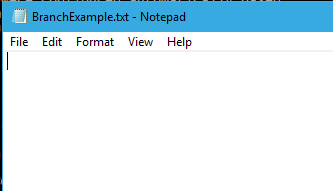 BranchExample.txt - Notepad
File Edit Format View Help